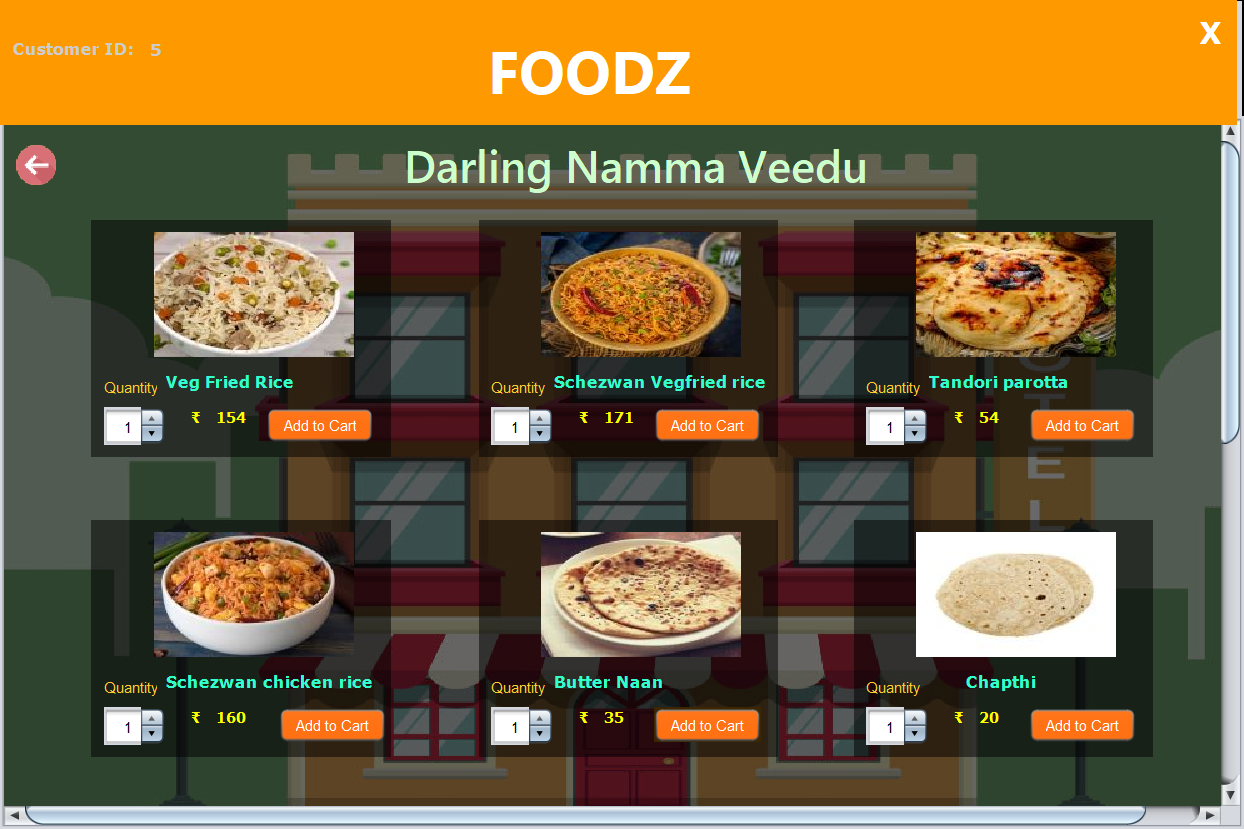 Customer ID: 5
X
FOODZ
Darling Namma Veedu
Quantity Veg Fried Rice
1 ₹ 154 Add to Cart
Quantity Schezwan Vegfried rice
1 ₹ 171 Add to Cart
Quantity Tandori parotta
1 ₹ 54 Add to Cart
T
E
L
Quantity Schezwan chicken rice
1 ₹ 160 Add to Cart
Quantity Butter Naan
1 ₹ 35 Add to Cart
Quantity Chapthi
1 ₹ 20 Add to Cart